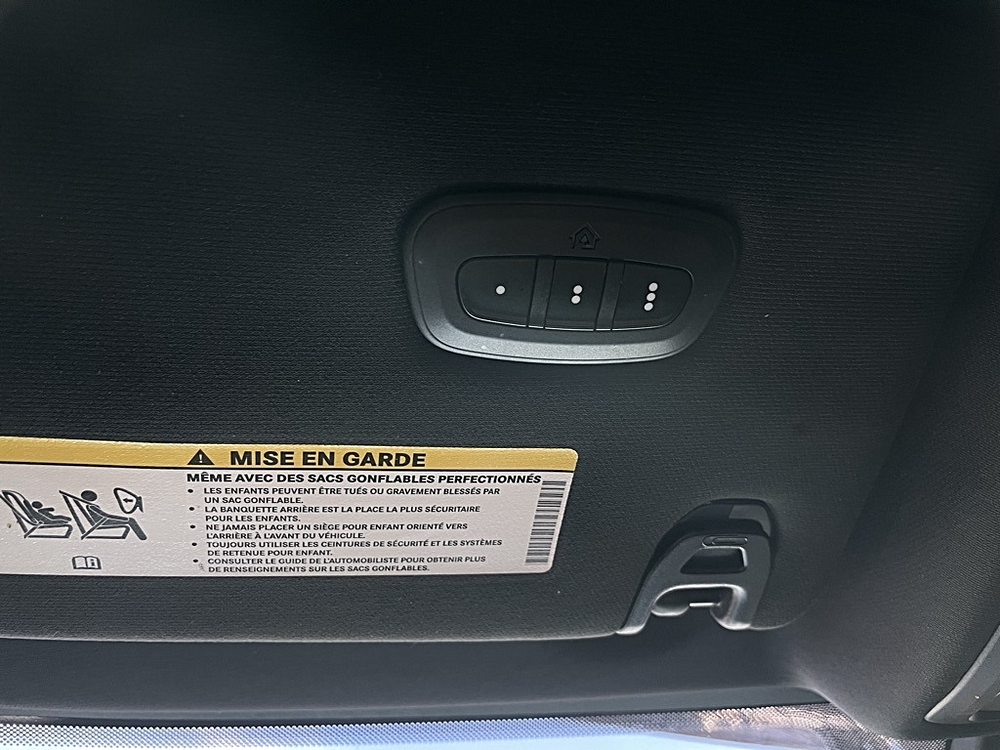 MISE EN GARDE
MÊME AVEC DES SACS GONFLABLES PERFECTIONNÉS
• LES ENFANTS PEUVENT ÊTRE TUÉS OU GRAVEMENT BLESSÉS PAR
UN SAC GONFLABLE.
• LA BANQUETTE ARRIÈRE EST LA PLACE LA PLUS SÉCURITAIRE
POUR LES ENFANTS.
• NE JAMAIS PLACER UN SIÈGE POUR ENFANT ORIENTÉ VERS
L'ARRIÈRE À L'AVANT DU VÉHICULE.
• TOUJOURS UTILISER LES CEINTURES DE SÉCURITÉ ET LES SYSTÈMES
DE RETENUE POUR ENFANT.
• CONSULTER LE GUIDE DE L'AUTOMOBILISTE POUR OBTENIR PLUS
DE RENSEIGNEMENTS SUR LES SACS GONFLABLES.